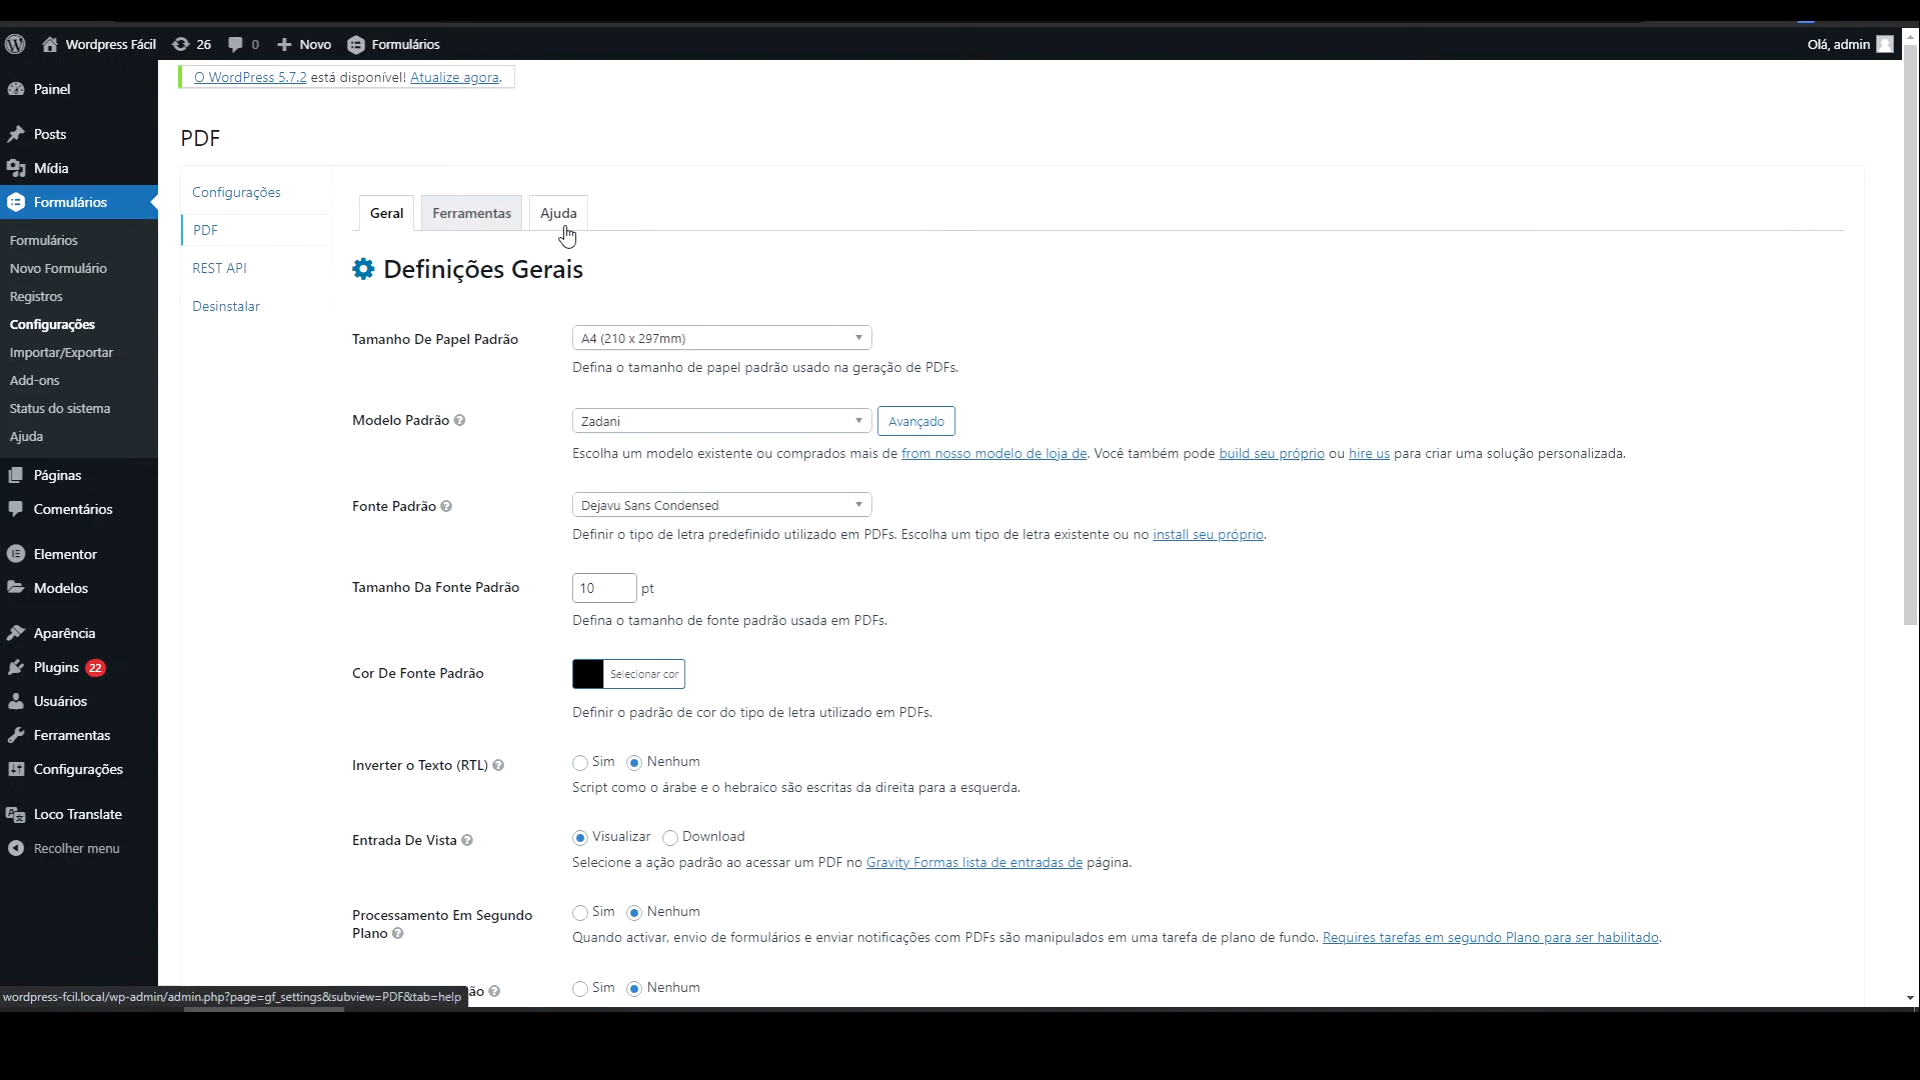 Wordpress Fácil 26 0 Novo Formulários Olá, admin
O WordPress 5.7.2 está disponível! Atualize agora.
Painel
Posts
Mídia
Formulários
Formulários
Novo Formulário
Registros
Configurações
Importar/Exportar
Add-ons
Status do sistema
Ajuda
Páginas
Comentários
Elementor
Modelos
Aparência
Plugins 22
Usuários
Ferramentas
Configurações
Loco Translate
Recolher menu
PDF
Configurações
PDF
REST API
Desinstalar
Geral Ferramentas Ajuda
Definições Gerais
Tamanho De Papel Padrão A4 (210 x 297mm)
Defina o tamanho de papel padrão usado na geração de PDFs.
Modelo Padrão Zadani Avançado
Escolha um modelo existente ou comprados mais de from nosso modelo de loja de. Você também pode build seu próprio ou hire us para criar uma solução personalizada.
Fonte Padrão Dejavu Sans Condensed
Definir o tipo de letra predefinido utilizado em PDFs. Escolha um tipo de letra existente ou no install seu próprio.
Tamanho Da Fonte Padrão 10 pt
Defina o tamanho de fonte padrão usada em PDFs.
Cor De Fonte Padrão Selecionar cor
Definir o padrão de cor do tipo de letra utilizado em PDFs.
Inverter o Texto (RTL) Sim Nenhum
Script como o árabe e o hebraico são escritas da direita para a esquerda.
Entrada De Vista Visualizar Download
Selecione a ação padrão ao acessar um PDF no Gravity Formas lista de entradas de página.
Processamento Em Segundo Plano Sim Nenhum
Quando activar, envio de formulários e enviar notificações com PDFs são manipulados em uma tarefa de plano de fundo. Requires tarefas em segundo Plano para ser habilitado.
ão Sim Nenhum
wordpress-fcil.local/wp-admin/admin.php?page=gf_settings&subview=PDF&tab=help